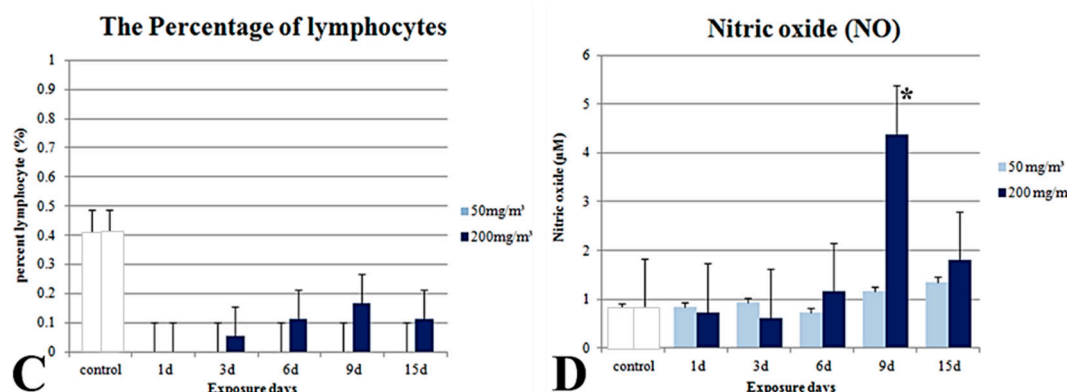 The Percentage of lymphocytes
percent lymphocyte (%)
1
0.9
0.8
0.7
0.6
0.5
0.4
0.3
0.2
0.1
0
control 1d 3d 6d 9d 15d
Exposure days
50mg/m³
200mg/m³
C
Nitric oxide (NO)
Nitric oxide (µM)
6
5
4
3
2
1
0
*
control 1d 3d 6d 9d 15d
Exposure days
50 mg/m³
200 mg/m
D